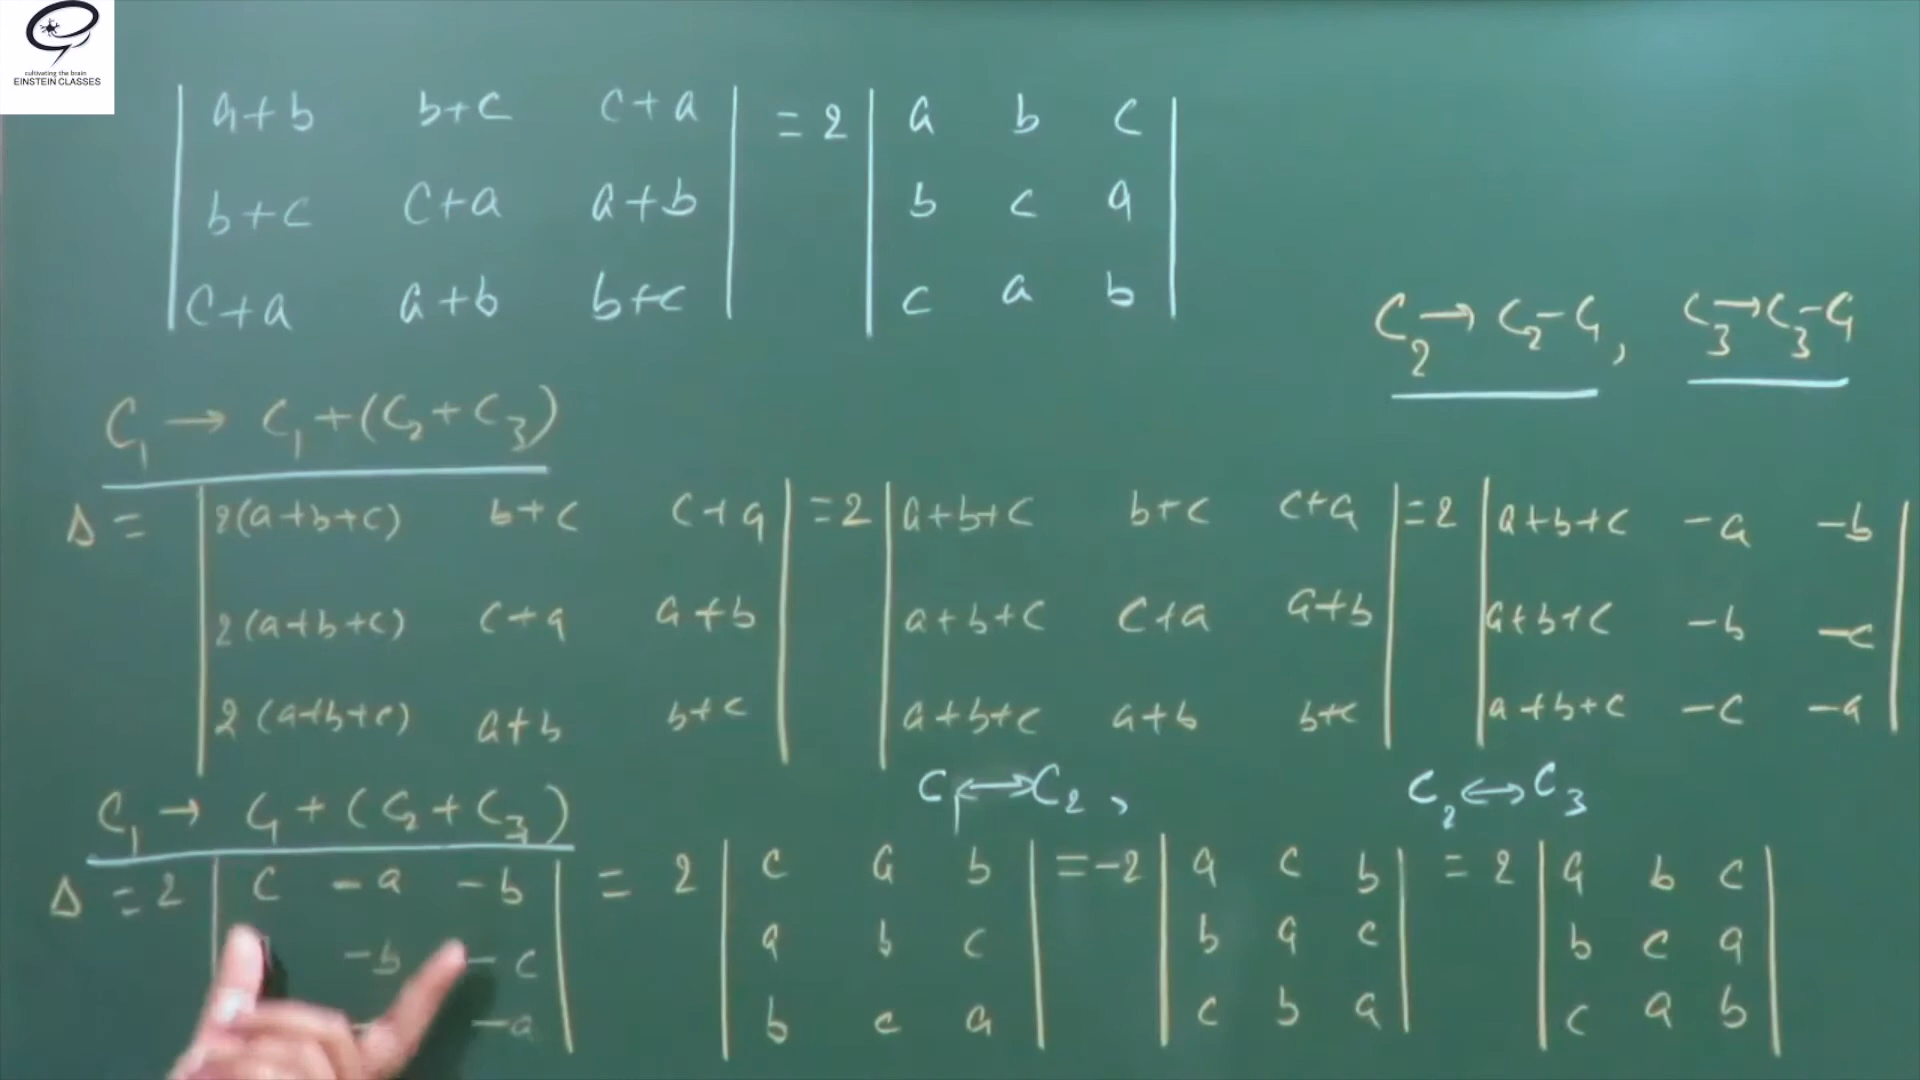 cultivating the brain
EINSTEIN CLASSES
| a+b b+c c+a | = 2 | a b c |
| b+c c+a a+b | | b c a |
| c+a a+b b+c | | c a b |
C₂ → C₂-C₁, C₃ → C₃-C₁
C₁ → C₁+(C₂+C₃)
Δ = | 2(a+b+c) b+c c+a | = 2 | a+b+c b+c c+a | = 2 | a+b+c -a -b |
| 2(a+b+c) c+a a+b | | a+b+c c+a a+b | | a+b+c -b -c |
| 2(a+b+c) a+b b+c | | a+b+c a+b b+c | | a+b+c -c -a |
C₁ ↔ C₂, C₂ ↔ C₃
C₁ → C₁+(C₂+C₃)
Δ = 2 | c -a -b | = 2 | c a b | = -2 | a c b | = 2 | a b c |
| -b -c | | a b c | | b a c | | b c a |
| -a | | b c a | | c b a | | c a b |